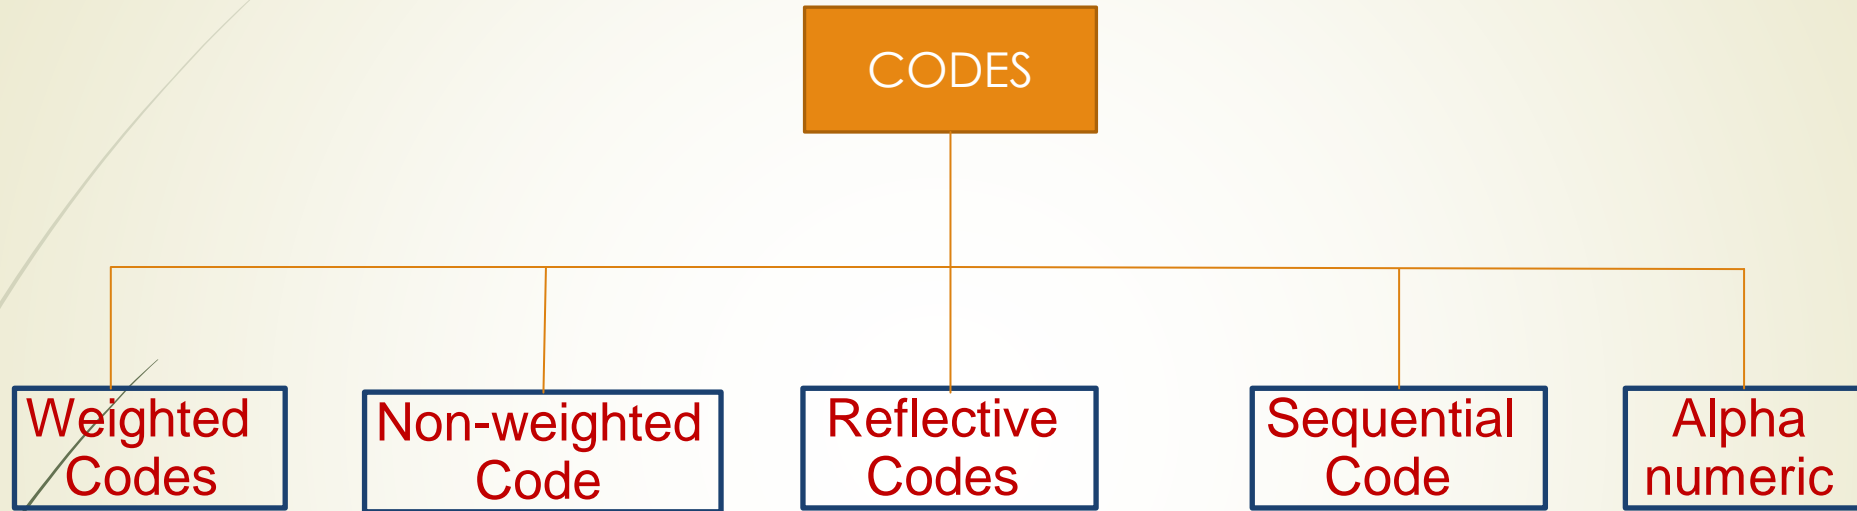 CODES
Weighted
Codes
Non-weighted
Code
Reflective
Codes
Sequential
Code
Alpha
numeric